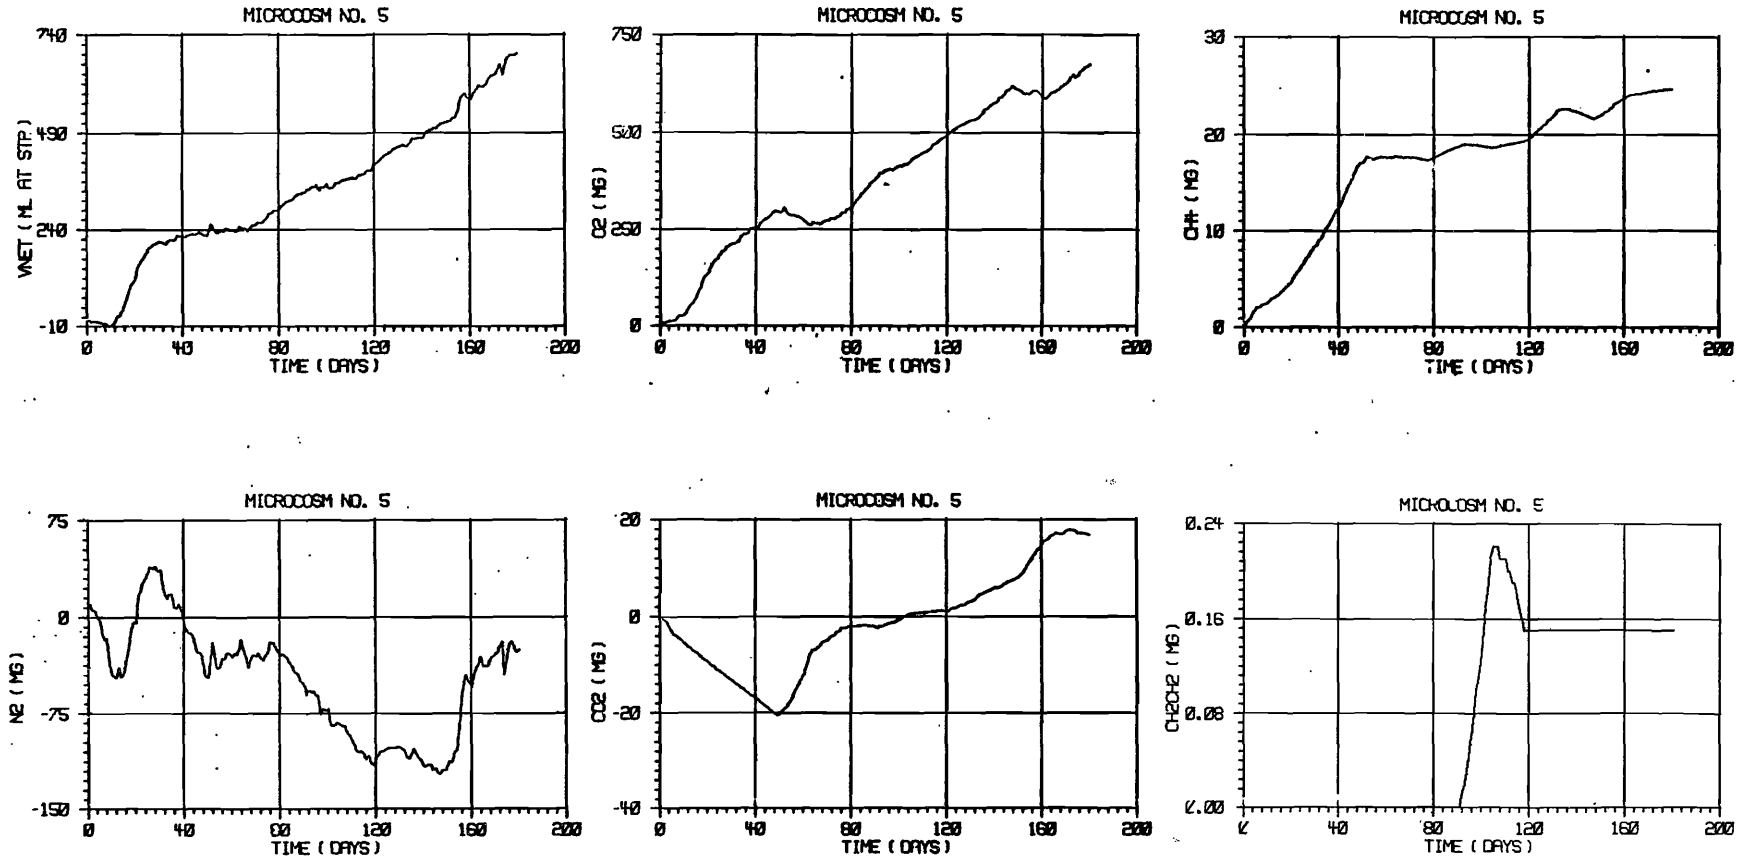 MICROCOSM NO. 5
740
490
240
-10
VNET ( ML AT STP.)
0 40 80 120 160 200
TIME ( DAYS )
MICROCOSM NO. 5
750
500
250
0
O2 ( MG )
0 40 80 120 160 200
TIME ( DAYS )
MICROCOSM NO. 5
30
20
10
0
CH4 ( MG )
0 40 80 120 160 200
TIME ( DAYS )
MICROCOSM NO. 5
75
0
-75
-150
N2 ( MG )
0 40 80 120 160 200
TIME ( DAYS )
MICROCOSM NO. 5
20
0
-20
-40
CO2 ( MG )
0 40 80 120 160 200
TIME ( DAYS )
MICROCOSM NO. 5
0.24
0.16
0.08
0.00
CH2CH2 ( MG )
40 80 120 160 200
TIME ( DAYS )